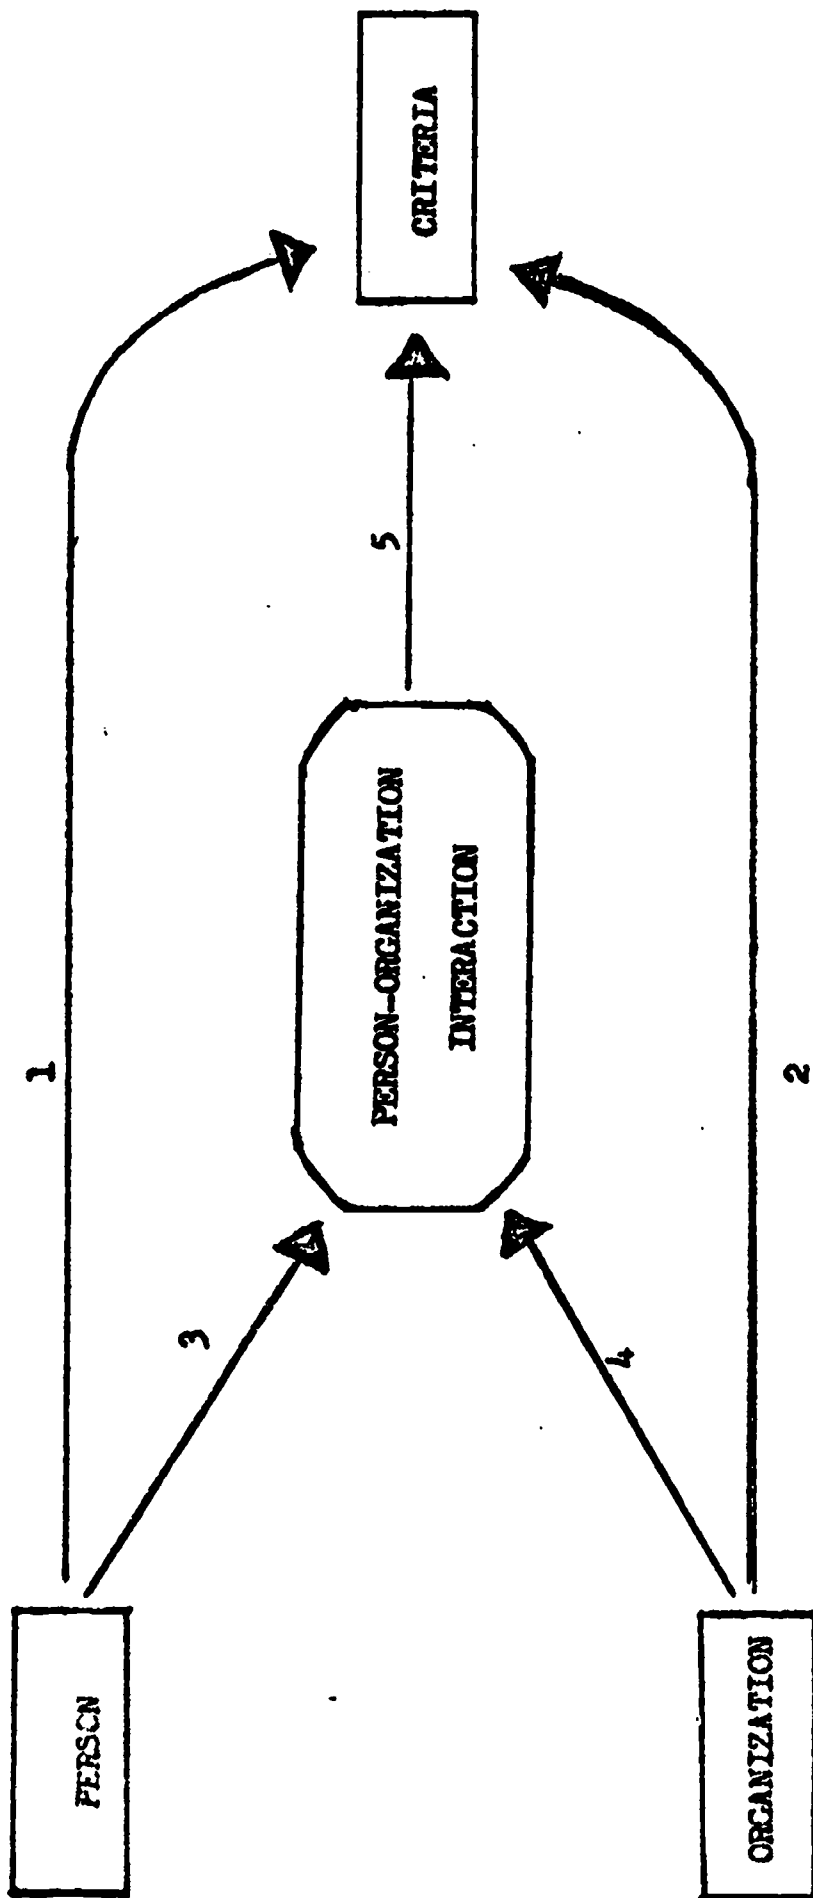 PERSON
1
3
PERSON-ORGANIZATION
INTERACTION
5
CRITERIA
4
2
ORGANIZATION